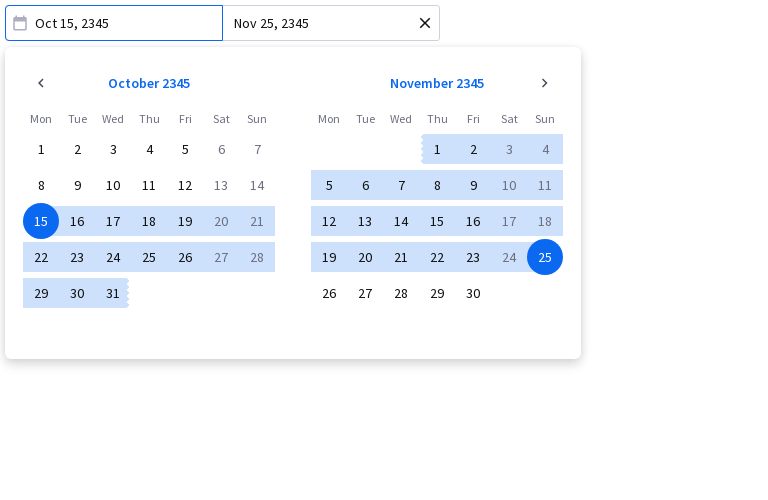 Oct 15, 2345 Nov 25, 2345
October 2345 November 2345
Mon Tue Wed Thu Fri Sat Sun Mon Tue Wed Thu Fri Sat Sun
1 2 3 4 5 6 7 1 2 3 4
8 9 10 11 12 13 14 5 6 7 8 9 10 11
15 16 17 18 19 20 21 12 13 14 15 16 17 18
22 23 24 25 26 27 28 19 20 21 22 23 24 25
29 30 31 26 27 28 29 30